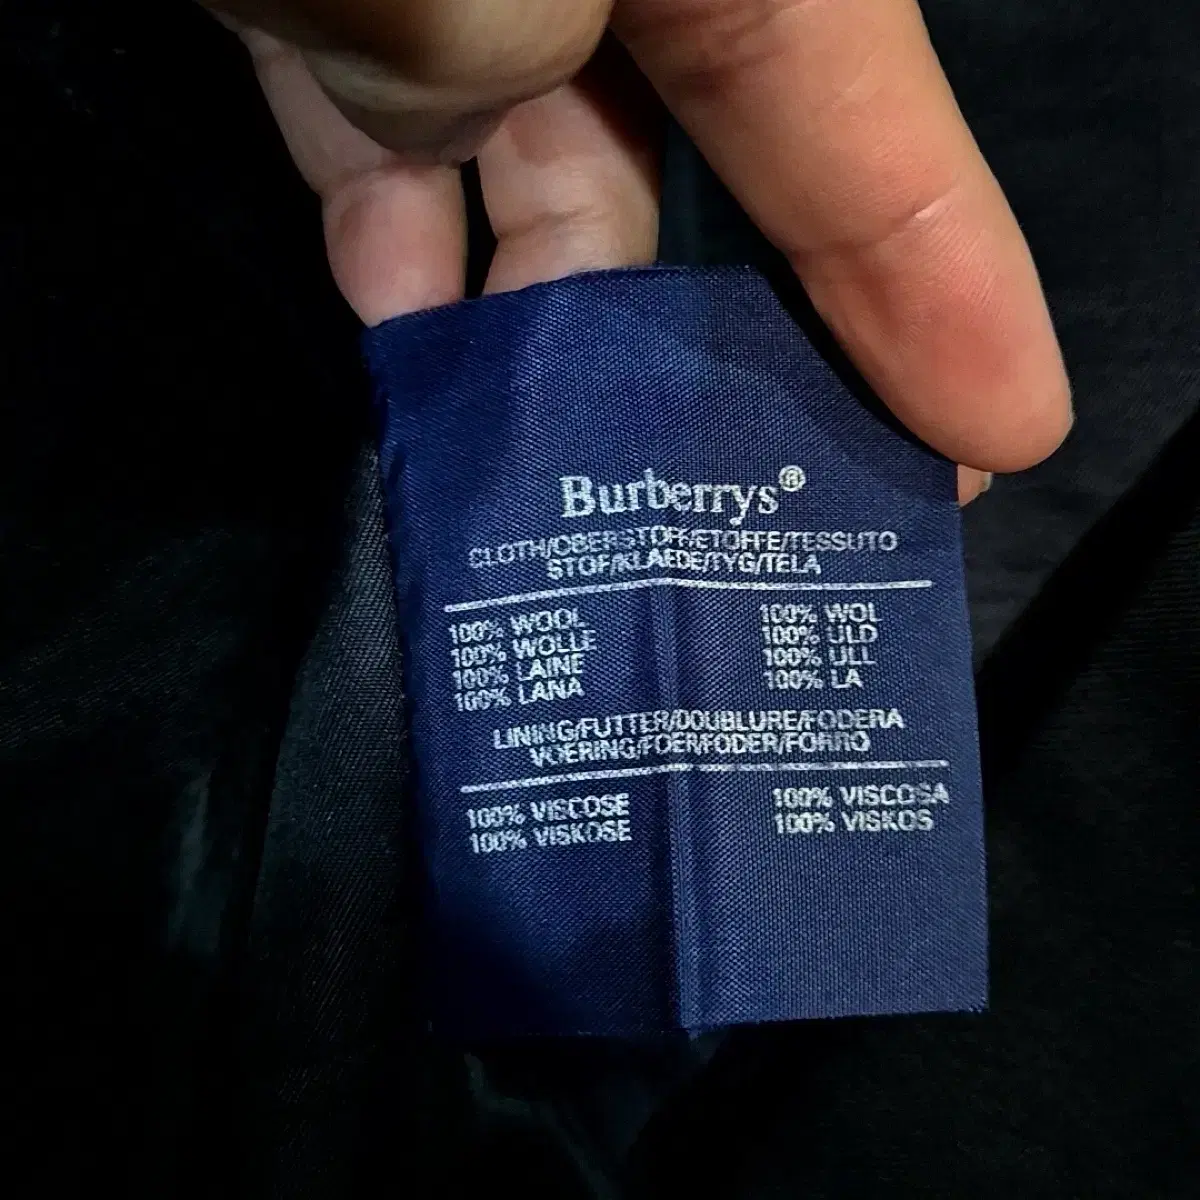 Burberrys®
CLOTH/OBERSTOFF/ETOFFE/TESSUTO
STOF/KLAEDE/TYG/TELA
100% WOOL
100% WOLLE
100% LAINE
100% LANA
100% WOL
100% ULD
100% ULL
100% LA
LINING/FUTTER/DOUBLURE/FODERA
VOERING/FOER/FODER/FORRO
100% VISCOSE
100% VISKOSE
100% VISCOSA
100% VISKOS